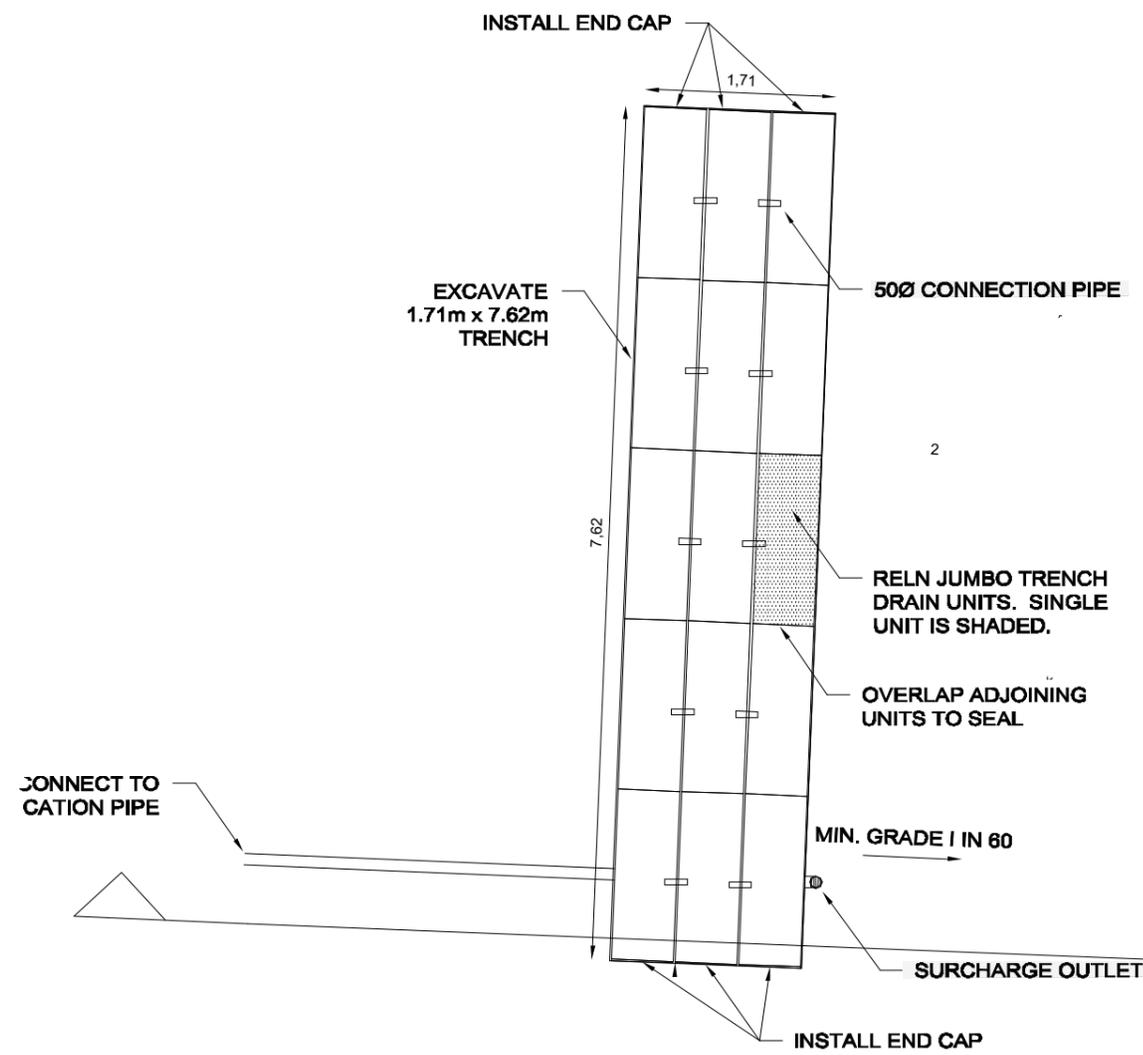 INSTALL END CAP
1,71
EXCAVATE
1.71m x 7.62m
TRENCH
50Ø CONNECTION PIPE
2
7,62
RELN JUMBO TRENCH
DRAIN UNITS. SINGLE
UNIT IS SHADED.
OVERLAP ADJOINING
UNITS TO SEAL
CONNECT TO
CATION PIPE
MIN. GRADE I IN 60
SURCHARGE OUTLET
INSTALL END CAP